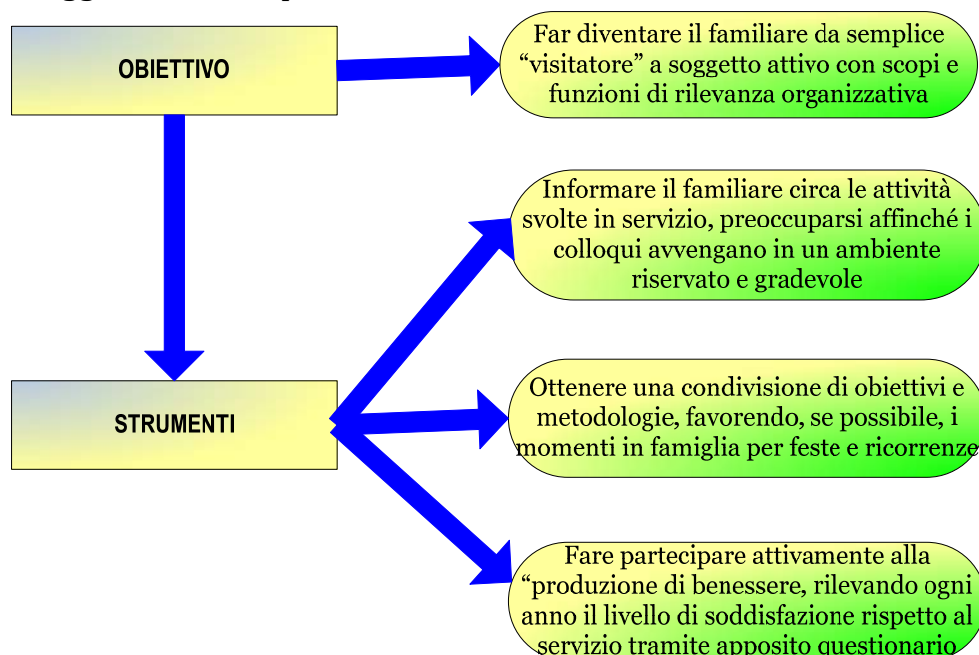 OBIETTIVO
Far diventare il familiare da semplice
“visitatore” a soggetto attivo con scopi e
funzioni di rilevanza organizzativa
Informare il familiare circa le attività
svolte in servizio, preoccuparsi affinché i
colloqui avvengano in un ambiente
riservato e gradevole
STRUMENTI
Ottenere una condivisione di obiettivi e
metodologie, favorendo, se possibile, i
momenti in famiglia per feste e ricorrenze
Fare partecipare attivamente alla
“produzione di benessere, rilevando ogni
anno il livello di soddisfazione rispetto al
servizio tramite apposito questionario